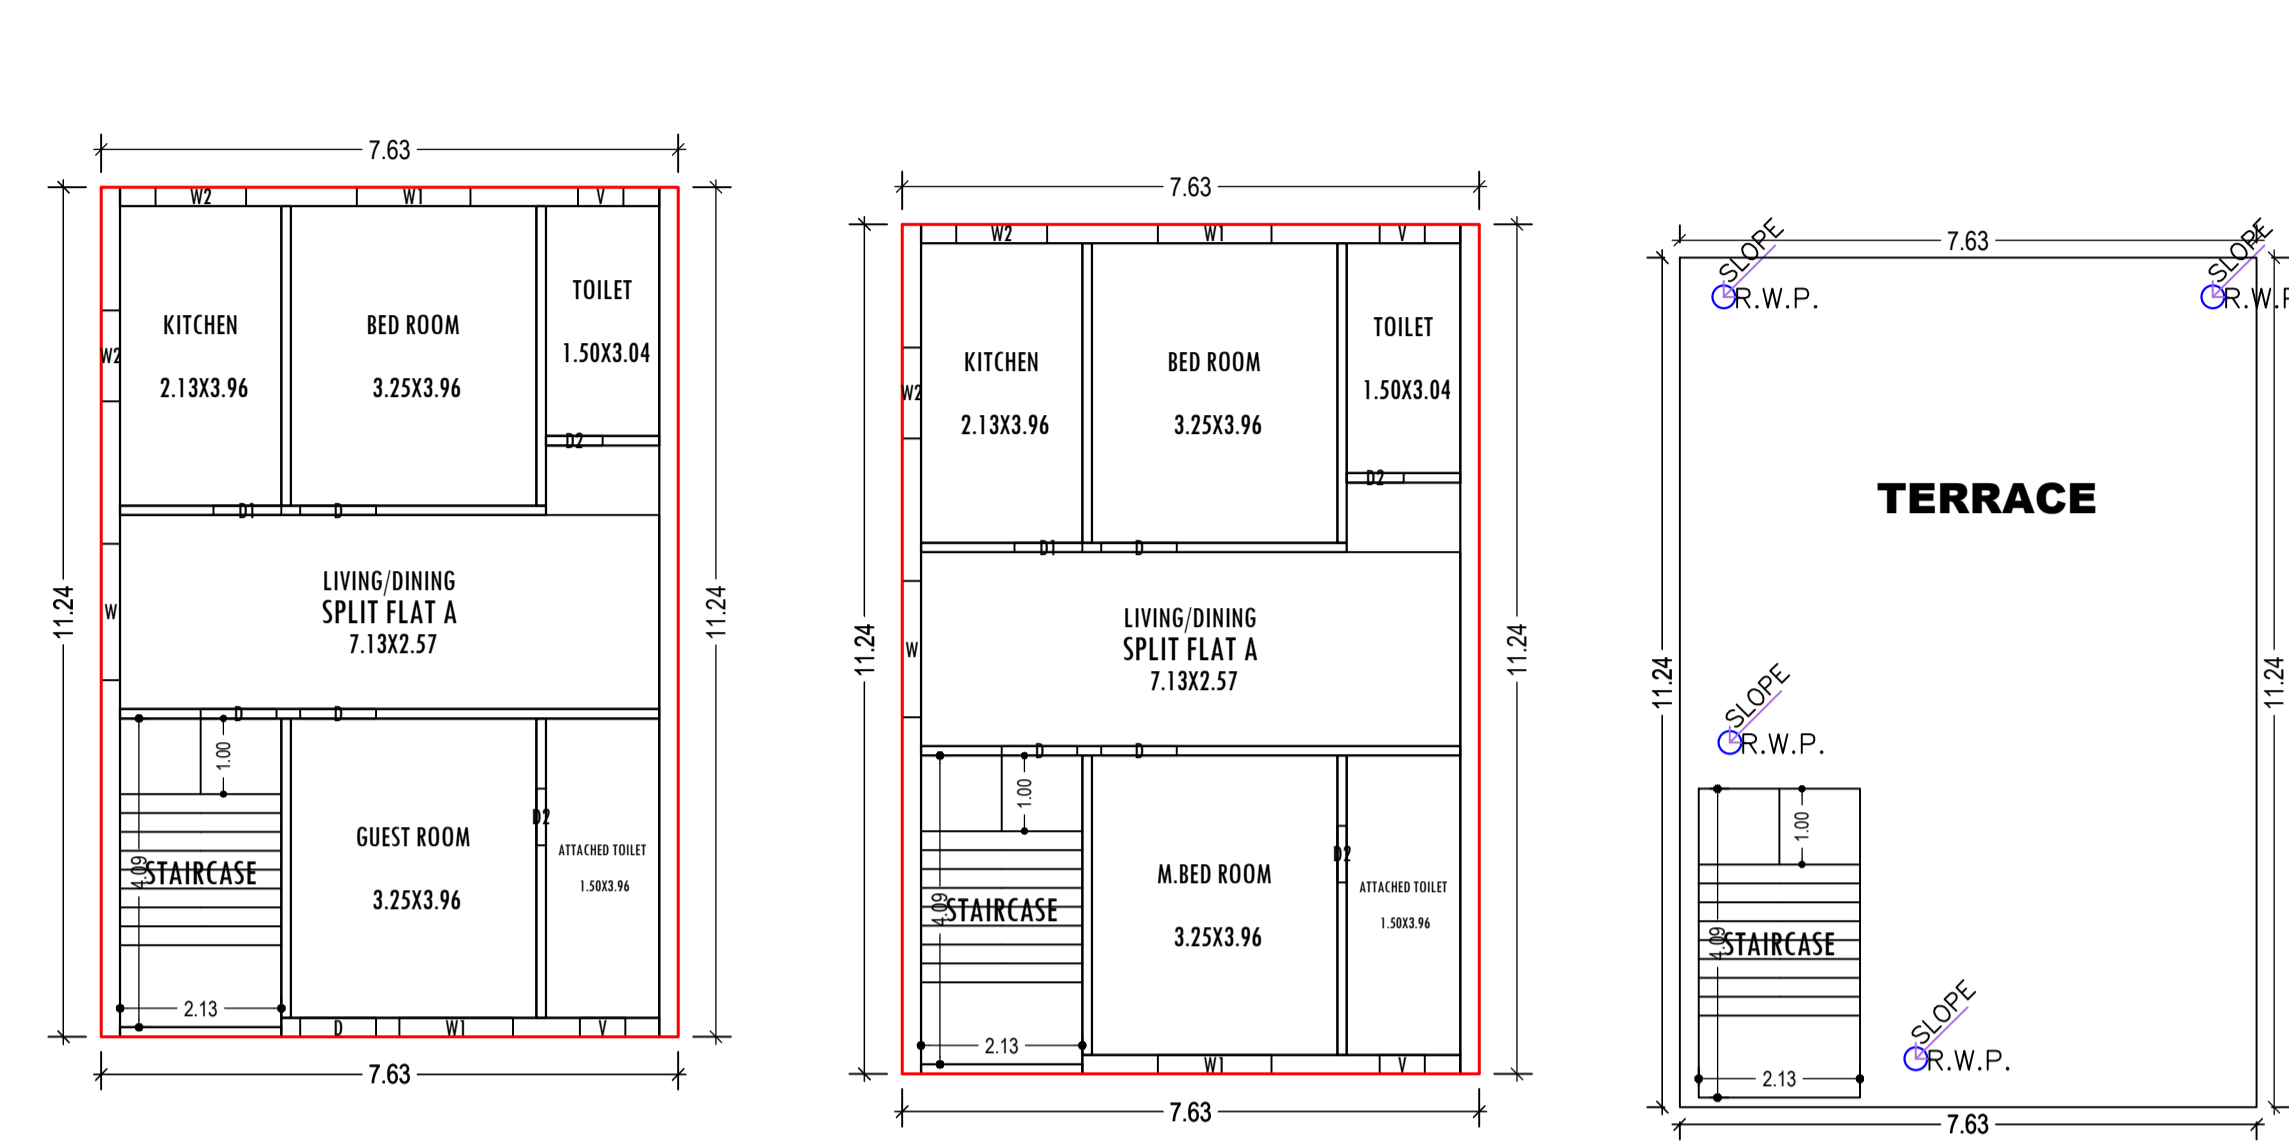 7.63
W2 W1 V
KITCHEN
2.13X3.96
BED ROOM
3.25X3.96
TOILET
1.50X3.04
W2
D2
D1 D
11.24
LIVING/DINING
SPLIT FLAT A
7.13X2.57
W
11.24
D D
1.00
4.09
STAIRCASE
2.13
GUEST ROOM
3.25X3.96
D2
ATTACHED TOILET
1.50X3.96
D W1 V
7.63
7.63
W2 W1 V
KITCHEN
2.13X3.96
BED ROOM
3.25X3.96
TOILET
1.50X3.04
W2
D2
D1 D
11.24
LIVING/DINING
SPLIT FLAT A
7.13X2.57
W
11.24
D D
1.00
4.09
STAIRCASE
2.13
M.BED ROOM
3.25X3.96
D2
ATTACHED TOILET
1.50X3.96
W1 V
7.63
7.63
SLOPE
R.W.P.
SLOPE
R.W.P
TERRACE
11.24
11.24
SLOPE
R.W.P.
1.00
4.09
STAIRCASE
2.13
SLOPE
R.W.P.
7.63